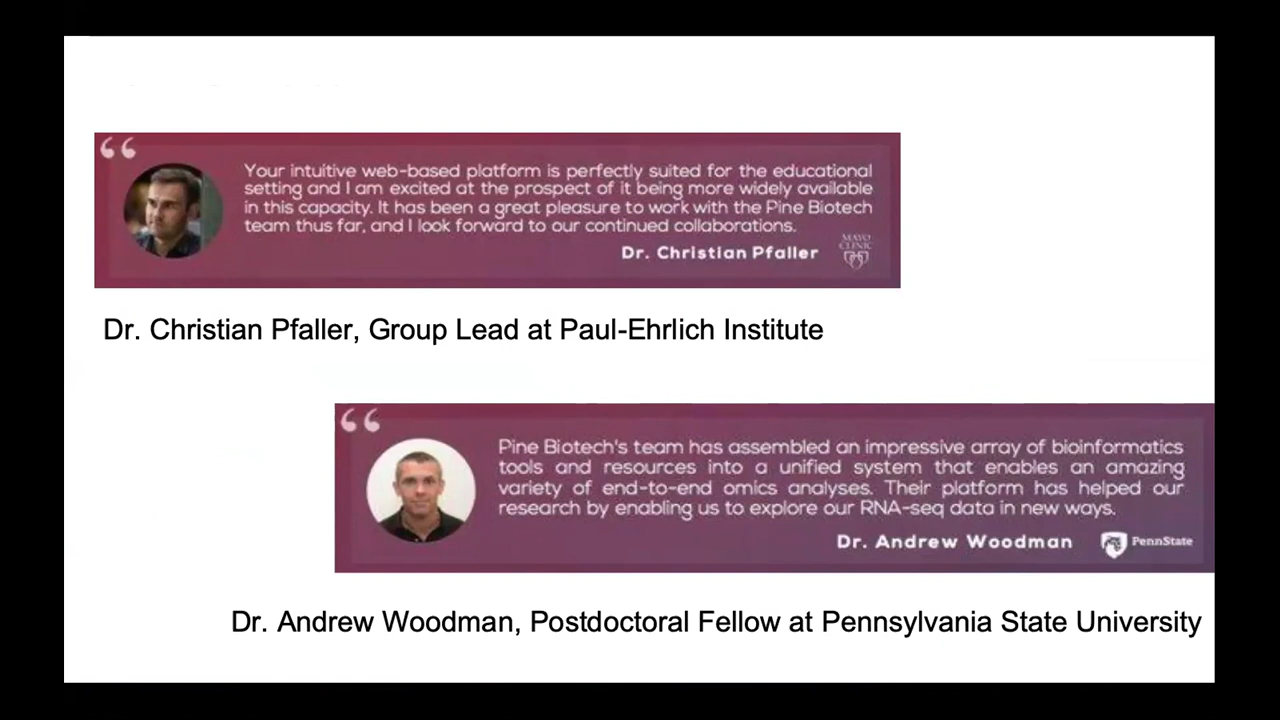 “
Your intuitive web-based platform is perfectly suited for the educational
setting and I am excited at the prospect of it being more widely available
in this capacity. It has been a great pleasure to work with the Pine Biotech
team thus far, and I look forward to our continued collaborations.
Dr. Christian Pfaller
MAYO
CLINIC
Dr. Christian Pfaller, Group Lead at Paul-Ehrlich Institute
“
Pine Biotech's team has assembled an impressive array of bioinformatics
tools and resources into a unified system that enables an amazing
variety of end-to-end omics analyses. Their platform has helped our
research by enabling us to explore our RNA-seq data in new ways.
Dr. Andrew Woodman
PennState
Dr. Andrew Woodman, Postdoctoral Fellow at Pennsylvania State University